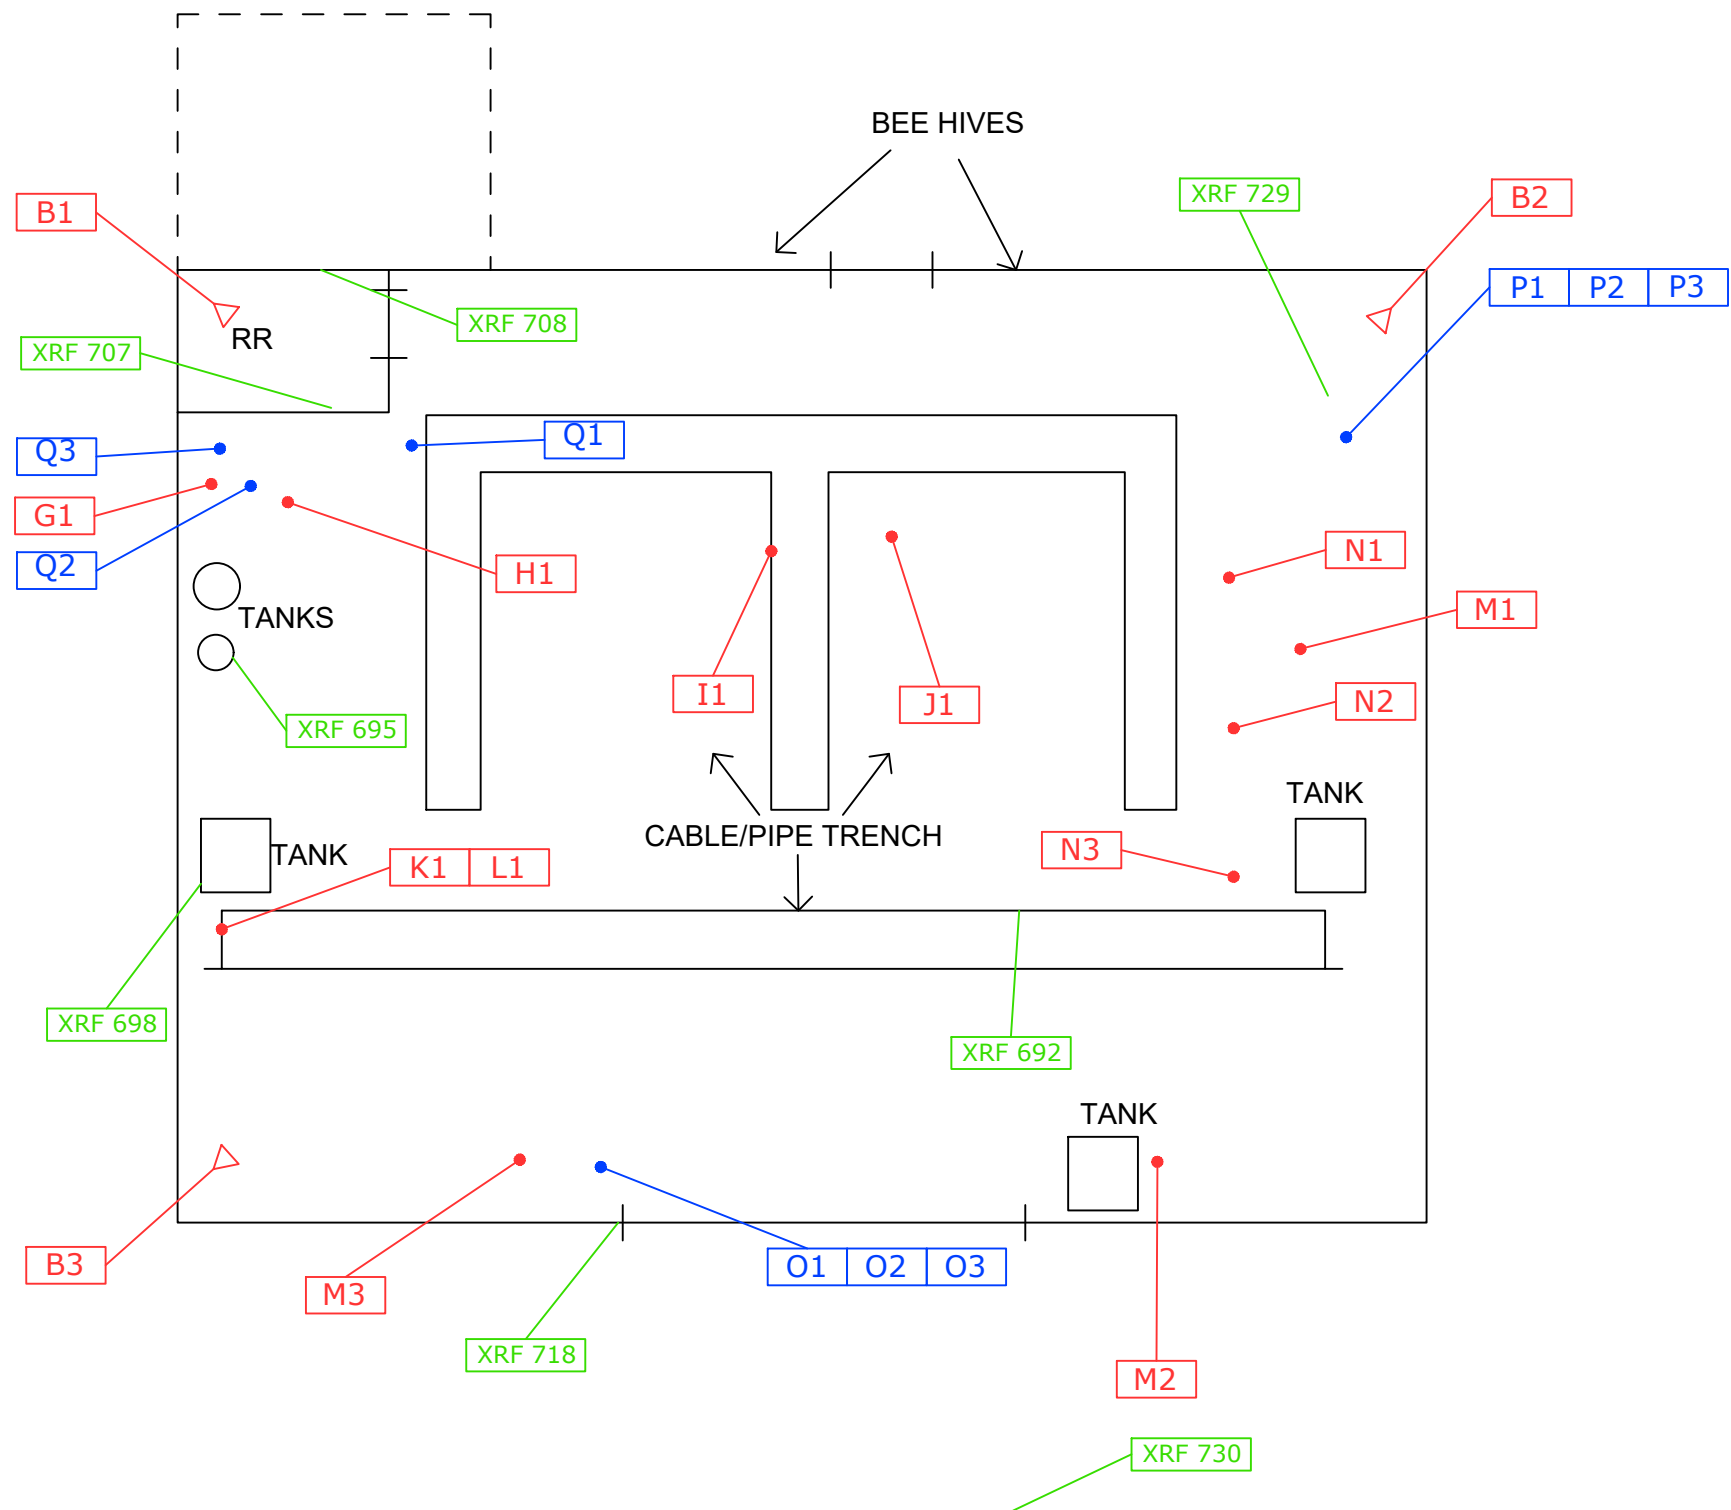 BEE HIVES
B1
XRF 729
B2
P1 P2 P3
XRF 708
RR
XRF 707
Q3
Q1
G1
Q2
H1
N1
TANKS
M1
I1
J1
N2
XRF 695
TANK
CABLE/PIPE TRENCH
TANK
K1 L1
N3
XRF 698
XRF 692
TANK
B3
M3
O1 O2 O3
XRF 718
M2
XRF 730